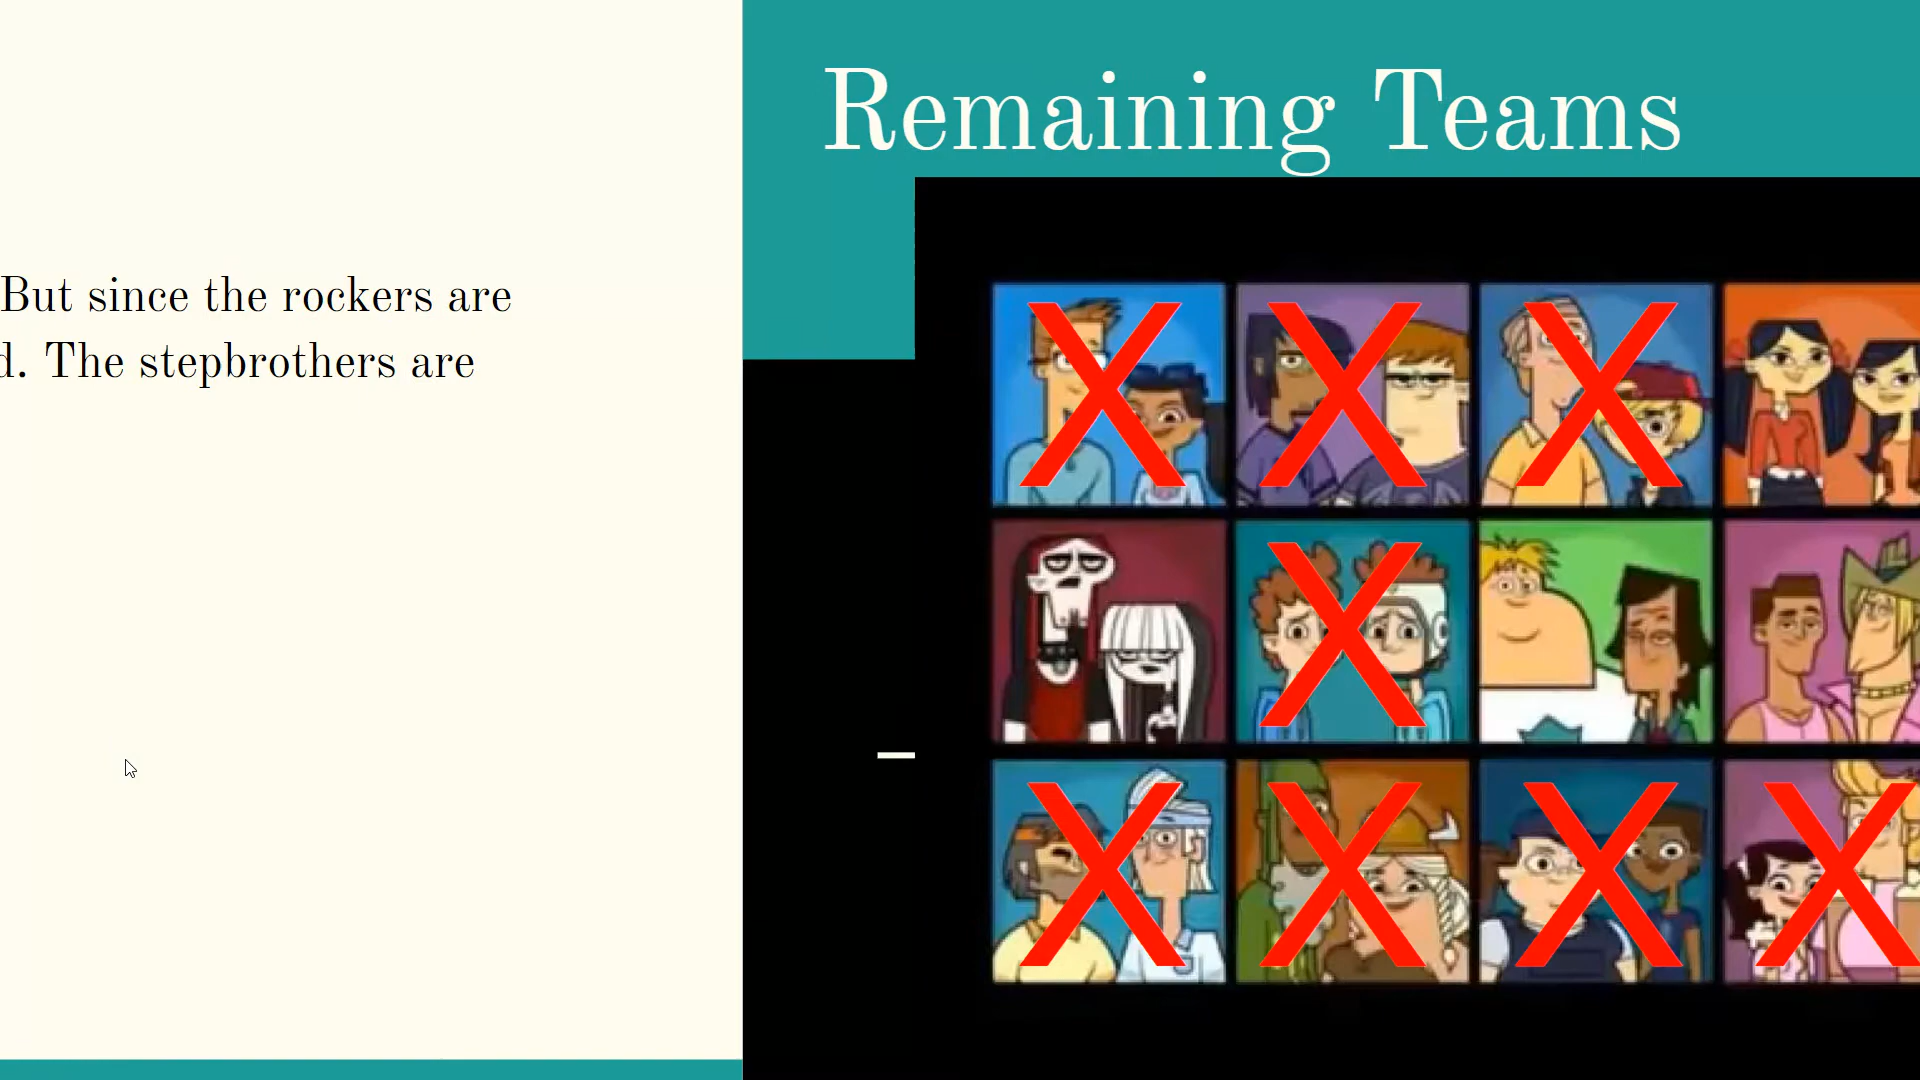 Remaining Teams
But since the rockers are
d. The stepbrothers are